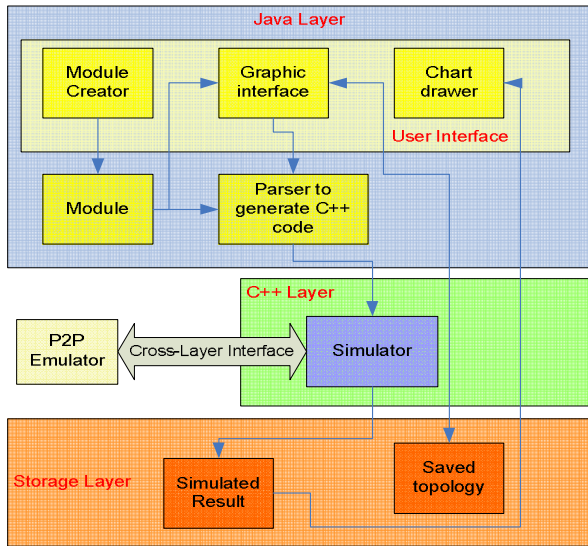 Java Layer
Module
Creator
Graphic
interface
Chart
drawer
User Interface
Module
Parser to
generate C++
code
C++ Layer
P2P
Emulator
Cross-Layer Interface
Simulator
Storage Layer
Simulated
Result
Saved
topology